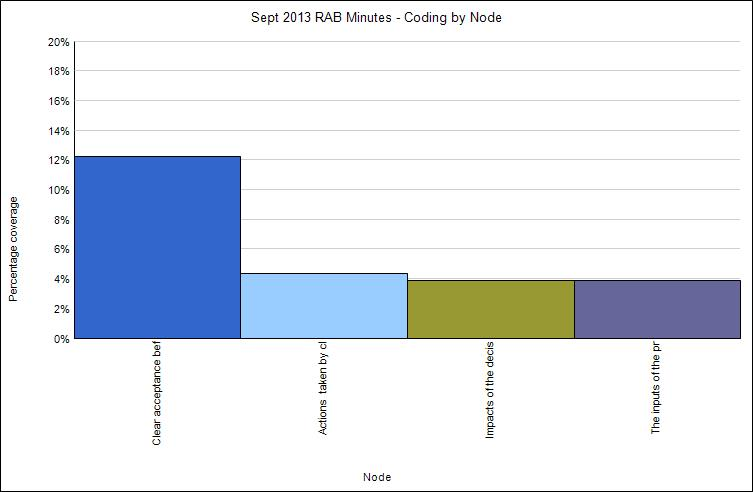 Sept 2013 RAB Minutes - Coding by Node
20%
18%
16%
14%
12%
10%
8%
6%
4%
2%
0%
Percentage coverage
Clear acceptance bef
Actions taken by cl
Impacts of the decis
The inputs of the pr
Node